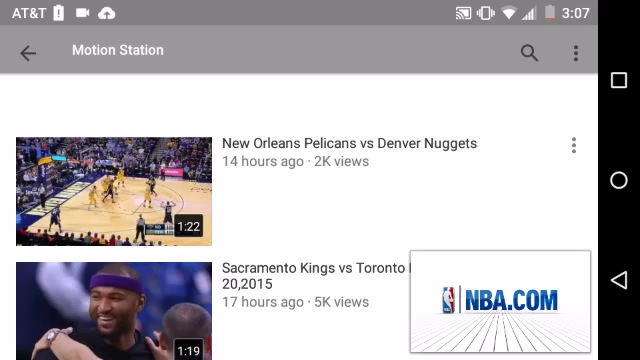 AT&T
3:07
Motion Station
New Orleans Pelicans vs Denver Nuggets
14 hours ago · 2K views
1:22
Sacramento Kings vs Toronto
20,2015
17 hours ago · 5K views
1:19
NBA.COM